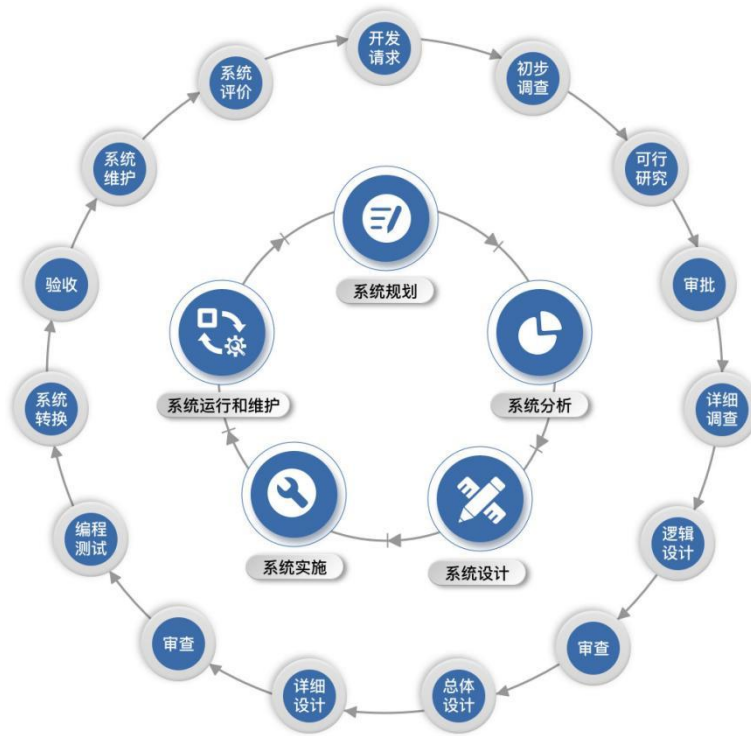 开发
请求
初步
调查
可行
研究
审批
详细
调查
逻辑
设计
审查
总体
设计
详细
设计
审查
编程
测试
系统
转换
验收
系统
维护
系统
评价
系统规划
系统分析
系统设计
系统实施
系统运行和维护